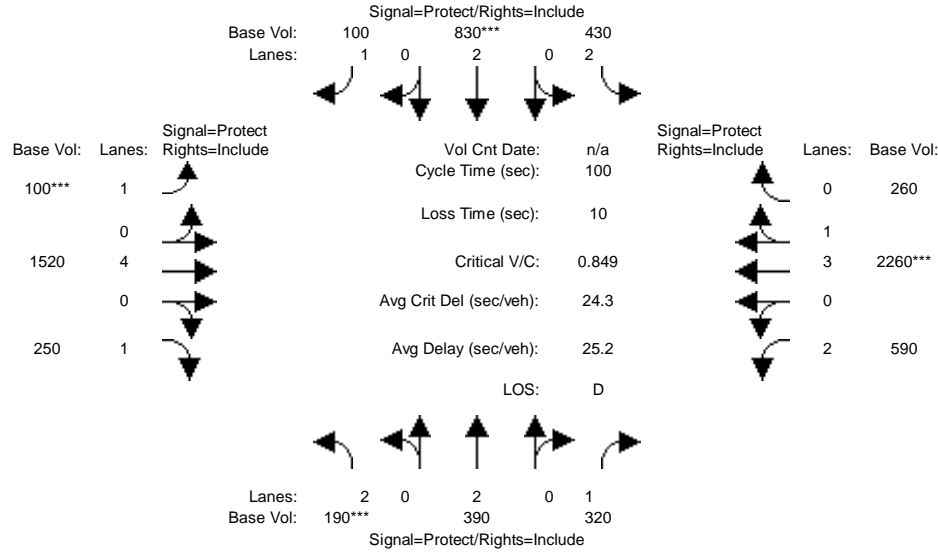 Signal=Protect/Rights=Include
Base Vol: 100 830*** 430
Lanes: 1 0 2 0 2
Signal=Protect Signal=Protect
Base Vol: Lanes: Rights=Include Vol Cnt Date: n/a Rights=Include Lanes: Base Vol:
Cycle Time (sec): 100
100*** 1 0 260
Loss Time (sec): 10
0 1
1520 4 Critical V/C: 0.849 3 2260***
0 Avg Crit Del (sec/veh): 24.3 0
250 1 Avg Delay (sec/veh): 25.2 2 590
LOS: D
Lanes: 2 0 2 0 1
Base Vol: 190*** 390 320
Signal=Protect/Rights=Include